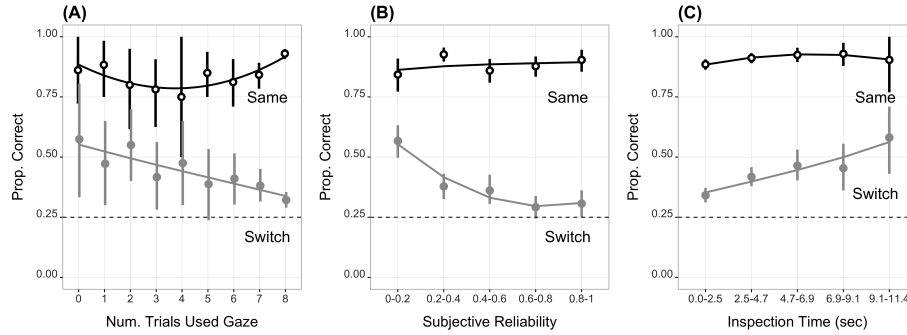 (A)
Prop. Correct
1.00
0.75
0.50
0.25
0.00
Same
Switch
0 1 2 3 4 5 6 7 8
Num. Trials Used Gaze
(B)
Prop. Correct
1.00
0.75
0.50
0.25
0.00
Same
Switch
0-0.2 0.2-0.4 0.4-0.6 0.6-0.8 0.8-1
Subjective Reliability
(C)
Prop. Correct
1.00
0.75
0.50
0.25
0.00
Same
Switch
0.0-2.5 2.5-4.7 4.7-6.9 6.9-9.1 9.1-11.4
Inspection Time (sec)